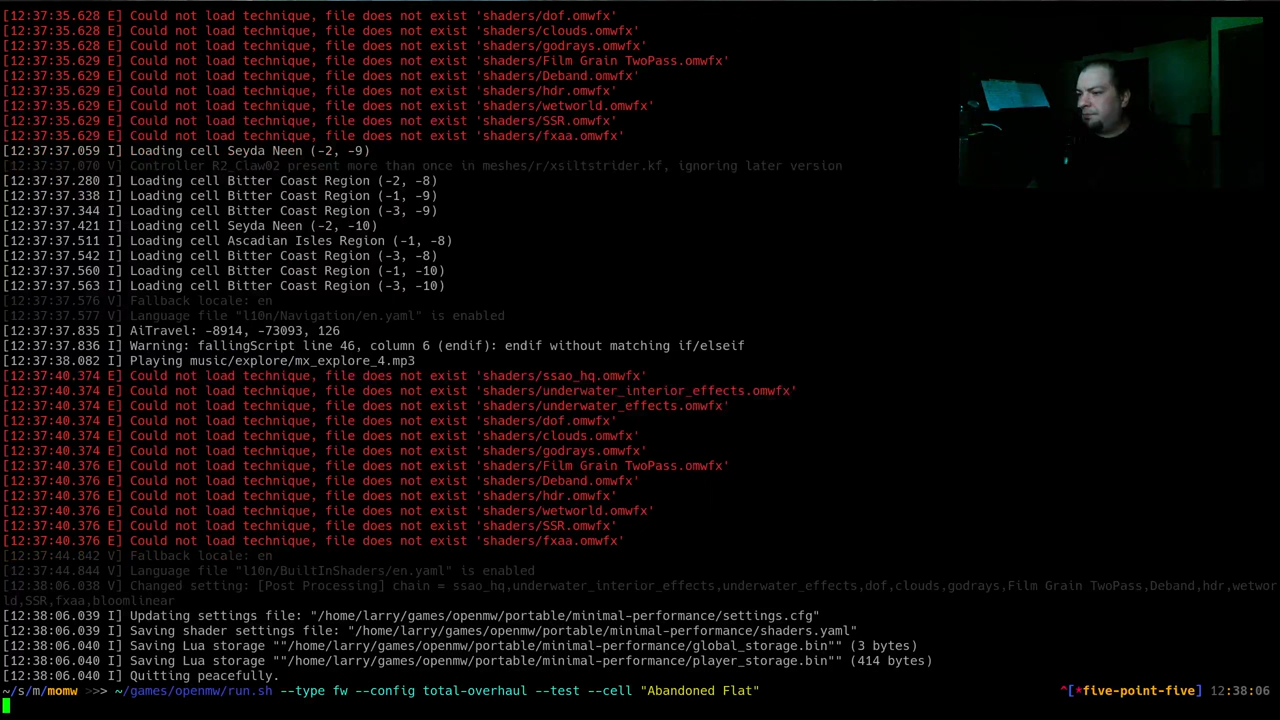 [12:37:35.628 E] Could not load technique, file does not exist 'shaders/dof.omwfx'
[12:37:35.628 E] Could not load technique, file does not exist 'shaders/clouds.omwfx'
[12:37:35.628 E] Could not load technique, file does not exist 'shaders/godrays.omwfx'
[12:37:35.629 E] Could not load technique, file does not exist 'shaders/Film Grain TwoPass.omwfx'
[12:37:35.629 E] Could not load technique, file does not exist 'shaders/Deband.omwfx'
[12:37:35.629 E] Could not load technique, file does not exist 'shaders/hdr.omwfx'
[12:37:35.629 E] Could not load technique, file does not exist 'shaders/wetworld.omwfx'
[12:37:35.629 E] Could not load technique, file does not exist 'shaders/SSR.omwfx'
[12:37:35.629 E] Could not load technique, file does not exist 'shaders/fxaa.omwfx'
[12:37:37.059 I] Loading cell Seyda Neen (-2, -9)
[12:37:37.070 V] Controller R2_Claw02 present more than once in meshes/r/xsiltstrider.kf, ignoring later version
[12:37:37.280 I] Loading cell Bitter Coast Region (-2, -8)
[12:37:37.338 I] Loading cell Bitter Coast Region (-1, -9)
[12:37:37.344 I] Loading cell Bitter Coast Region (-3, -9)
[12:37:37.421 I] Loading cell Seyda Neen (-2, -10)
[12:37:37.511 I] Loading cell Ascadian Isles Region (-1, -8)
[12:37:37.542 I] Loading cell Bitter Coast Region (-3, -8)
[12:37:37.560 I] Loading cell Bitter Coast Region (-1, -10)
[12:37:37.563 I] Loading cell Bitter Coast Region (-3, -10)
[12:37:37.576 V] Fallback locale: en
[12:37:37.577 V] Language file "l10n/Navigation/en.yaml" is enabled
[12:37:37.835 I] AiTravel: -8914, -73093, 126
[12:37:37.836 I] Warning: fallingScript line 46, column 6 (endif): endif without matching if/elseif
[12:37:38.082 I] Playing music/explore/mx_explore_4.mp3
[12:37:40.374 E] Could not load technique, file does not exist 'shaders/ssao_hq.omwfx'
[12:37:40.374 E] Could not load technique, file does not exist 'shaders/underwater_interior_effects.omwfx'
[12:37:40.374 E] Could not load technique, file does not exist 'shaders/underwater_effects.omwfx'
[12:37:40.374 E] Could not load technique, file does not exist 'shaders/dof.omwfx'
[12:37:40.374 E] Could not load technique, file does not exist 'shaders/clouds.omwfx'
[12:37:40.374 E] Could not load technique, file does not exist 'shaders/godrays.omwfx'
[12:37:40.376 E] Could not load technique, file does not exist 'shaders/Film Grain TwoPass.omwfx'
[12:37:40.376 E] Could not load technique, file does not exist 'shaders/Deband.omwfx'
[12:37:40.376 E] Could not load technique, file does not exist 'shaders/hdr.omwfx'
[12:37:40.376 E] Could not load technique, file does not exist 'shaders/wetworld.omwfx'
[12:37:40.376 E] Could not load technique, file does not exist 'shaders/SSR.omwfx'
[12:37:40.376 E] Could not load technique, file does not exist 'shaders/fxaa.omwfx'
[12:37:44.842 V] Fallback locale: en
[12:37:44.844 V] Language file "l10n/BuiltInShaders/en.yaml" is enabled
[12:38:06.038 V] Changed setting: [Post Processing] chain = ssao_hq,underwater_interior_effects,underwater_effects,dof,clouds,godrays,Film Grain TwoPass,Deband,hdr,wetwor
ld,SSR,fxaa,bloomlinear
[12:38:06.039 I] Updating settings file: "/home/larry/games/openmw/portable/minimal-performance/settings.cfg"
[12:38:06.039 I] Saving shader settings file: "/home/larry/games/openmw/portable/minimal-performance/shaders.yaml"
[12:38:06.040 I] Saving Lua storage ""/home/larry/games/openmw/portable/minimal-performance/global_storage.bin"" (3 bytes)
[12:38:06.040 I] Saving Lua storage ""/home/larry/games/openmw/portable/minimal-performance/player_storage.bin"" (414 bytes)
[12:38:06.040 I] Quitting peacefully.
~/s/m/momw >>> ~/games/openmw/run.sh --type fw --config total-overhaul --test --cell "Abandoned Flat" ^[*five-point-five] 12:38:06